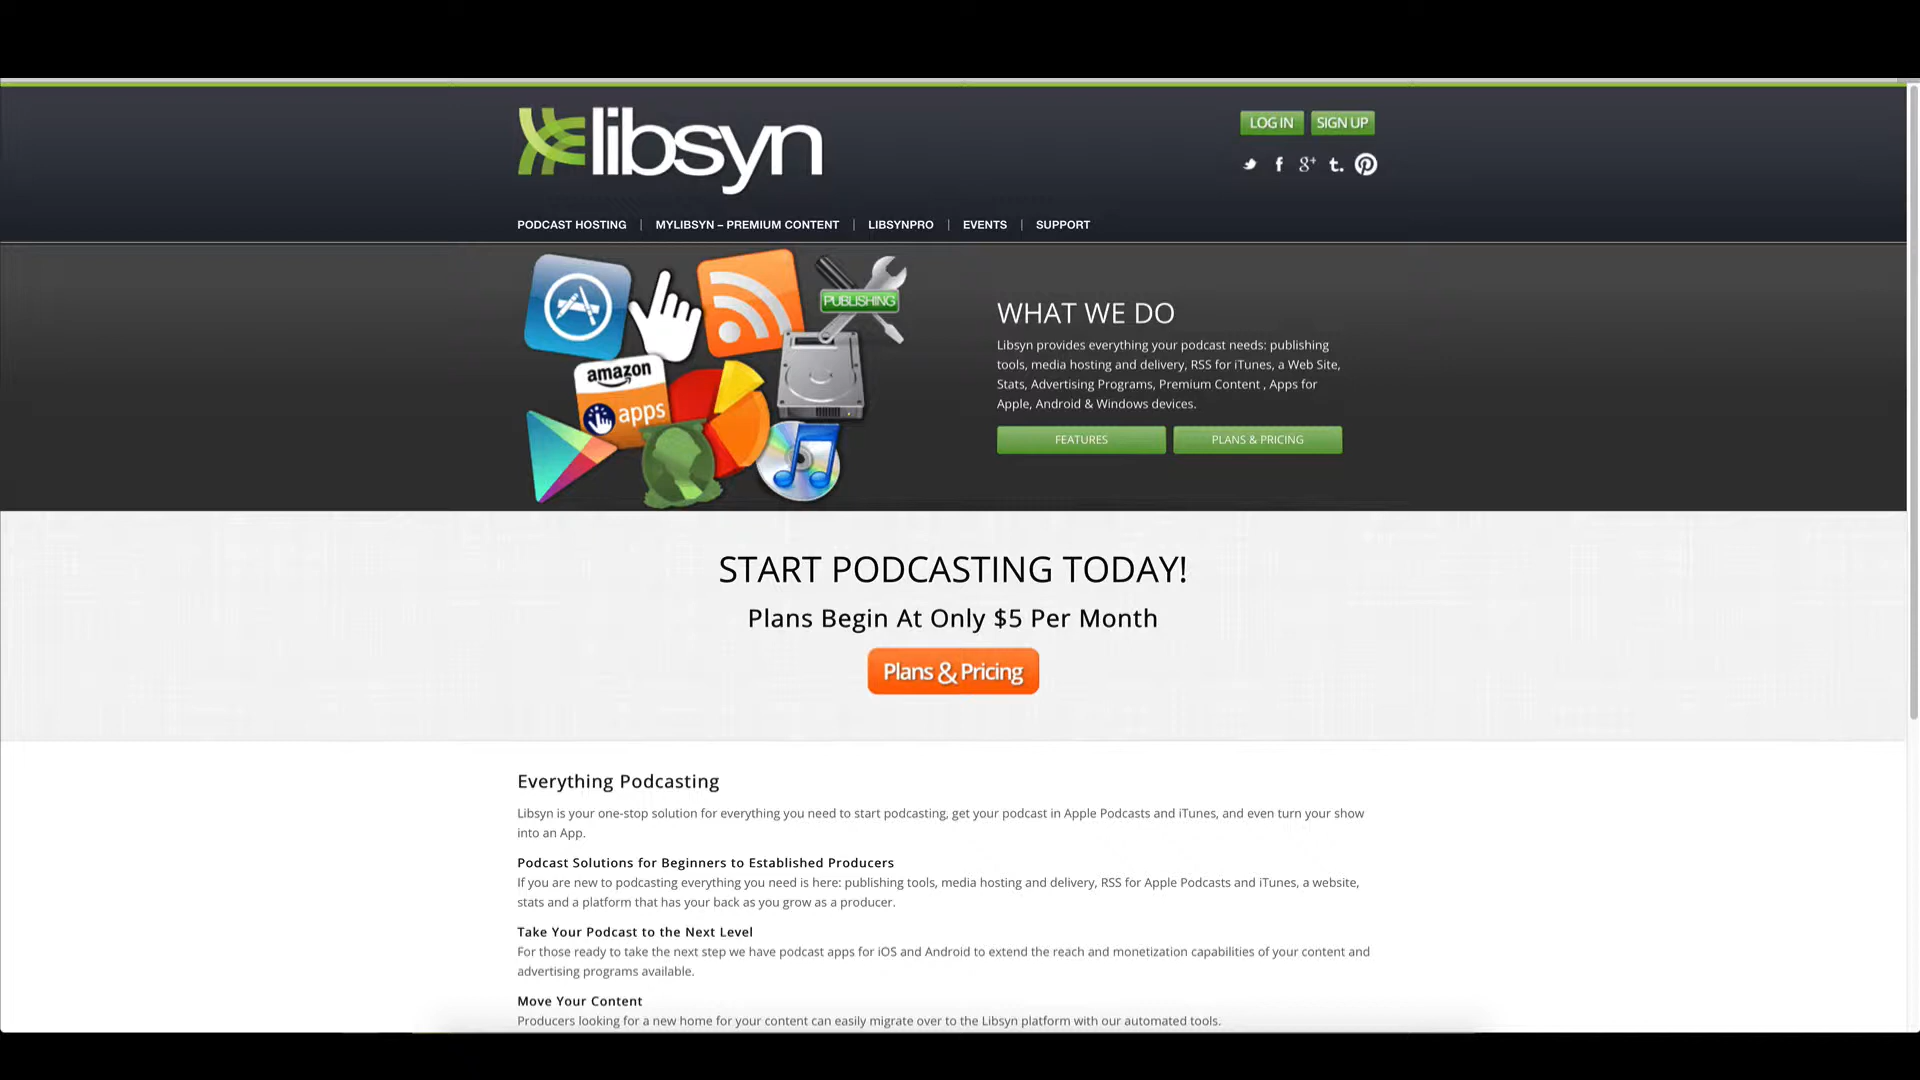 libsyn
LOG IN SIGN UP
PODCAST HOSTING | MYLIBSYN – PREMIUM CONTENT | LIBSYNPRO | EVENTS | SUPPORT
PUBLISHING
amazon
apps
WHAT WE DO
Libsyn provides everything your podcast needs: publishing
tools, media hosting and delivery, RSS for iTunes, a Web Site,
Stats, Advertising Programs, Premium Content , Apps for
Apple, Android & Windows devices.
FEATURES PLANS & PRICING
START PODCASTING TODAY!
Plans Begin At Only $5 Per Month
Plans & Pricing
Everything Podcasting
Libsyn is your one-stop solution for everything you need to start podcasting, get your podcast in Apple Podcasts and iTunes, and even turn your show
into an App.
Podcast Solutions for Beginners to Established Producers
If you are new to podcasting everything you need is here: publishing tools, media hosting and delivery, RSS for Apple Podcasts and iTunes, a website,
stats and a platform that has your back as you grow as a producer.
Take Your Podcast to the Next Level
For those ready to take the next step we have podcast apps for iOS and Android to extend the reach and monetization capabilities of your content and
advertising programs available.
Move Your Content
Producers looking for a new home for your content can easily migrate over to the Libsyn platform with our automated tools.